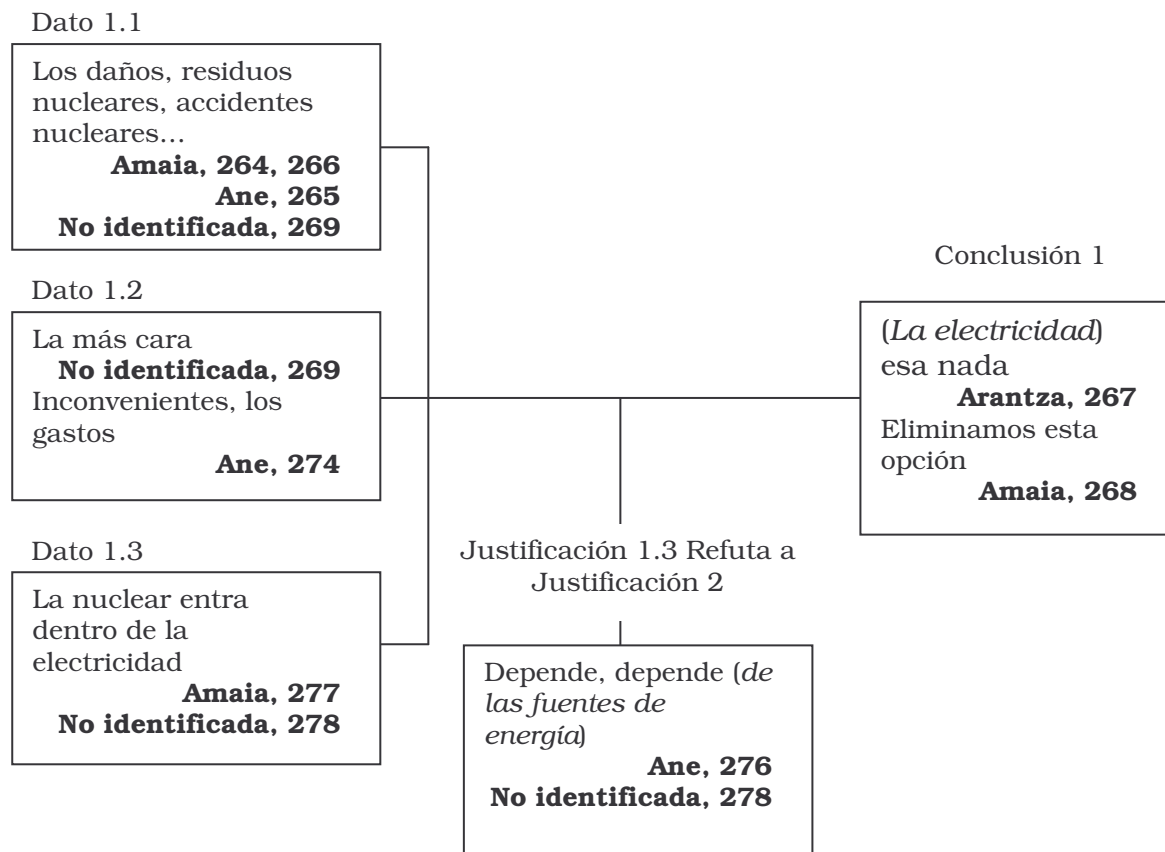 Dato 1.1
Los daños, residuos
nucleares, accidentes
nucleares...
Amaia, 264, 266
Ane, 265
No identificada, 269
Dato 1.2
La más cara
No identificada, 269
Inconvenientes, los
gastos
Ane, 274
Dato 1.3
La nuclear entra
dentro de la
electricidad
Amaia, 277
No identificada, 278
Justificación 1.3 Refuta a
Justificación 2
Depende, depende (de
las fuentes de
energía)
Ane, 276
No identificada, 278
Conclusión 1
(La electricidad)
esa nada
Arantza, 267
Eliminamos esta
opción
Amaia, 268